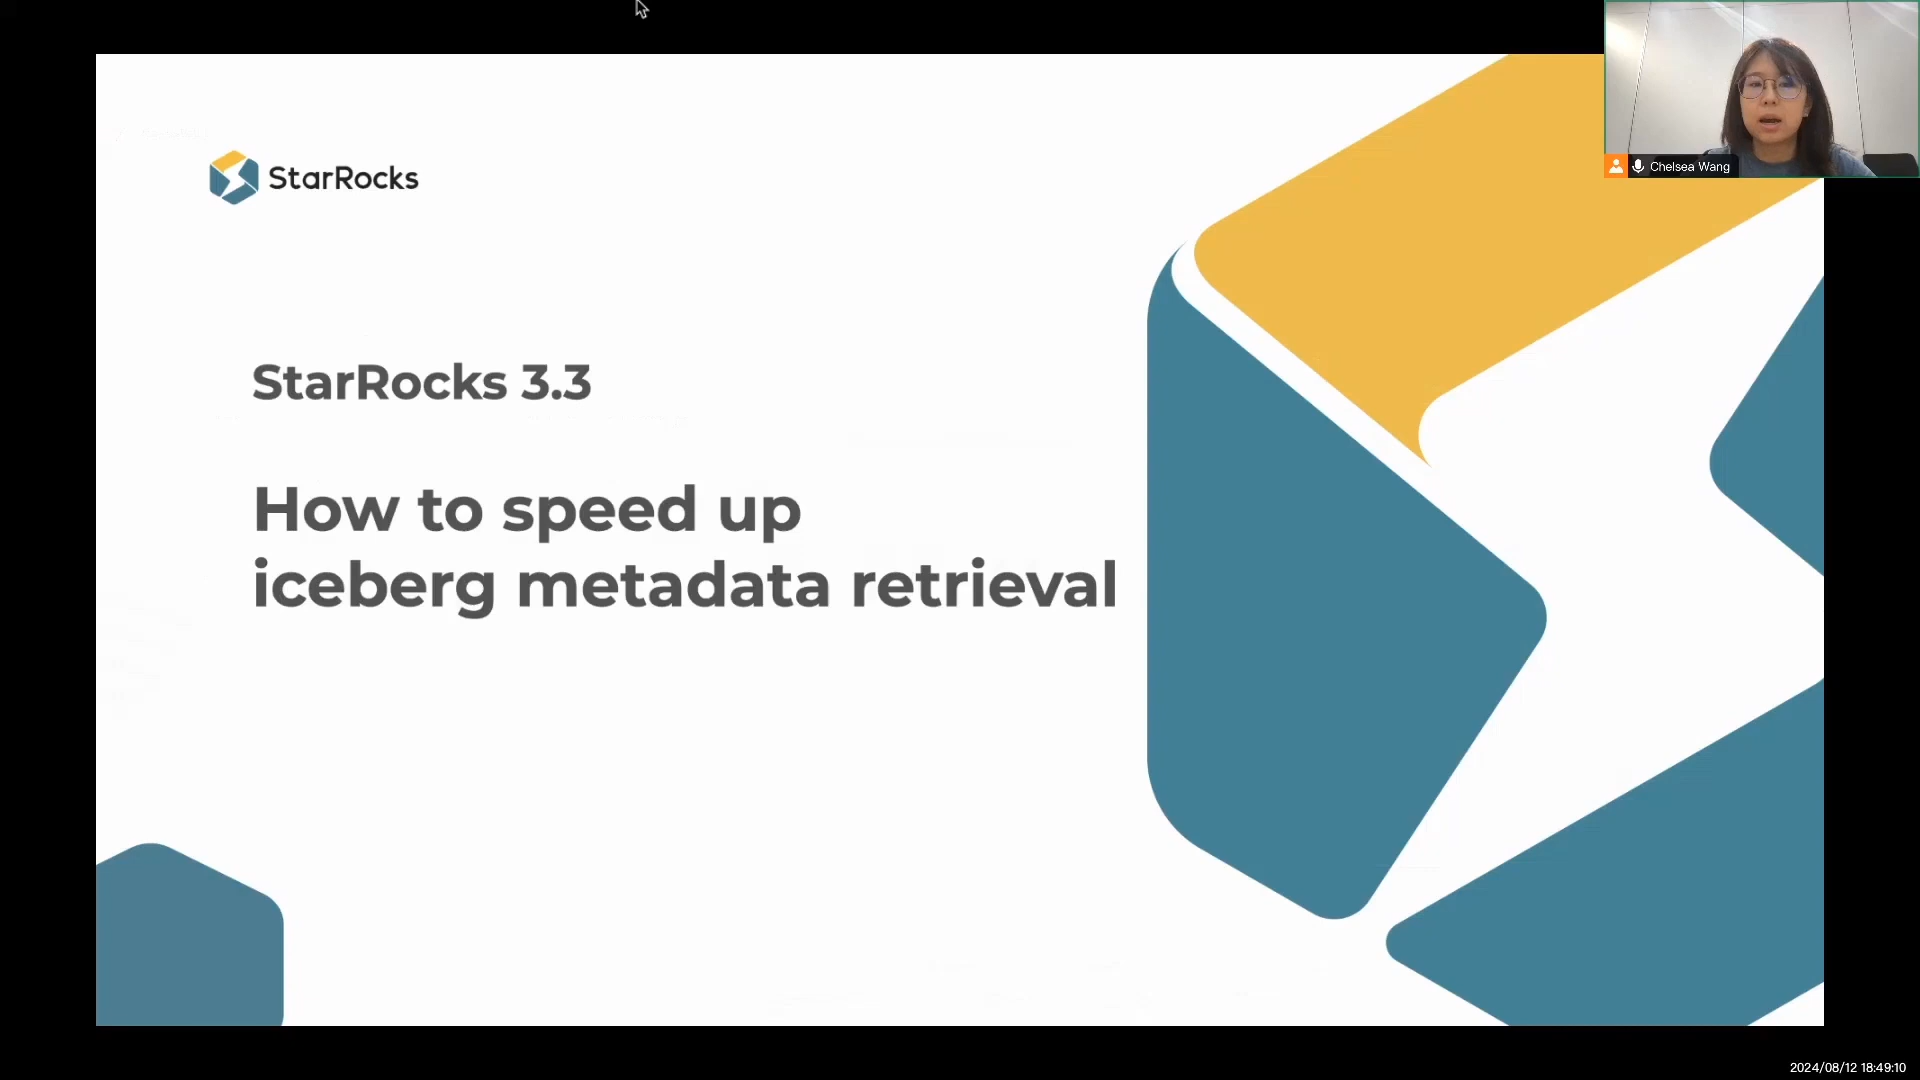 Chelsea Wang
StarRocks
StarRocks 3.3
How to speed up
iceberg metadata retrieval
2024/08/12 18:49:10